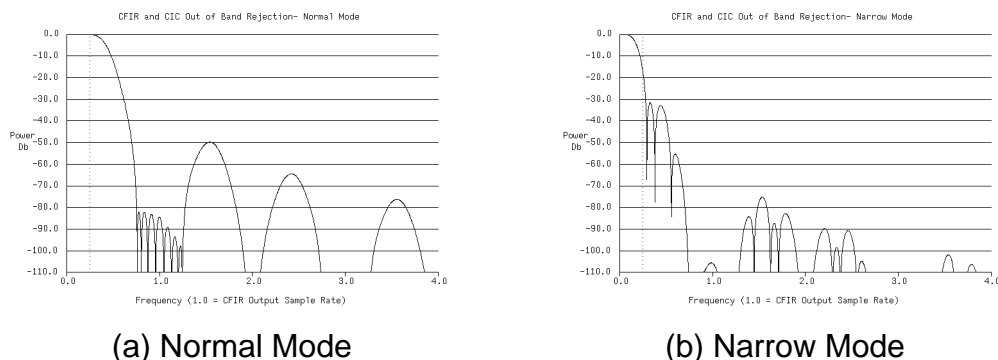 CFIR and CIC Out of Band Rejection- Normal Mode
0.0
-10.0
-20.0
-30.0
-40.0
Power
Db
-50.0
-60.0
-70.0
-80.0
-90.0
-100.0
-110.0
0.0 1.0 2.0 3.0 4.0
Frequency (1.0 = CFIR Output Sample Rate)
(a) Normal Mode
CFIR and CIC Out of Band Rejection- Narrow Mode
0.0
-10.0
-20.0
-30.0
-40.0
Power
Db
-50.0
-60.0
-70.0
-80.0
-90.0
-100.0
-110.0
0.0 1.0 2.0 3.0 4.0
Frequency (1.0 = CFIR Output Sample Rate)
(b) Narrow Mode